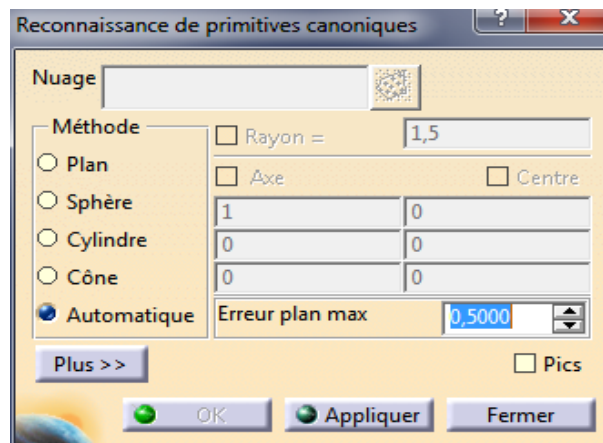 Reconnaissance de primitives canoniques
Nuage
Méthode
Plan
Sphère
Cylindre
Cône
Automatique
Rayon = 1,5
Axe Centre
1 0
0 0
0 0
Erreur plan max 0,5000
Plus >> Pics
OK Appliquer Fermer